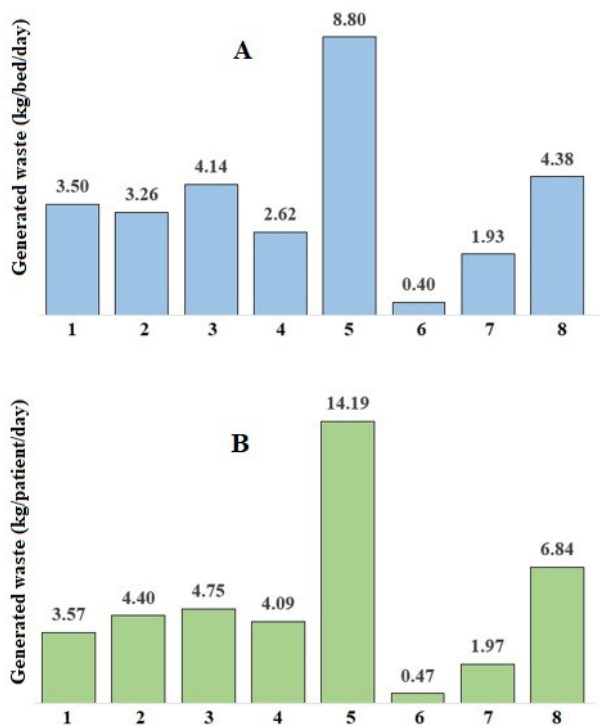 A
Generated waste (kg/bed/day)
3.50
3.26
4.14
2.62
8.80
0.40
1.93
4.38
1 2 3 4 5 6 7 8
B
Generated waste (kg/patient/day)
3.57
4.40
4.75
4.09
14.19
0.47
1.97
6.84
1 2 3 4 5 6 7 8